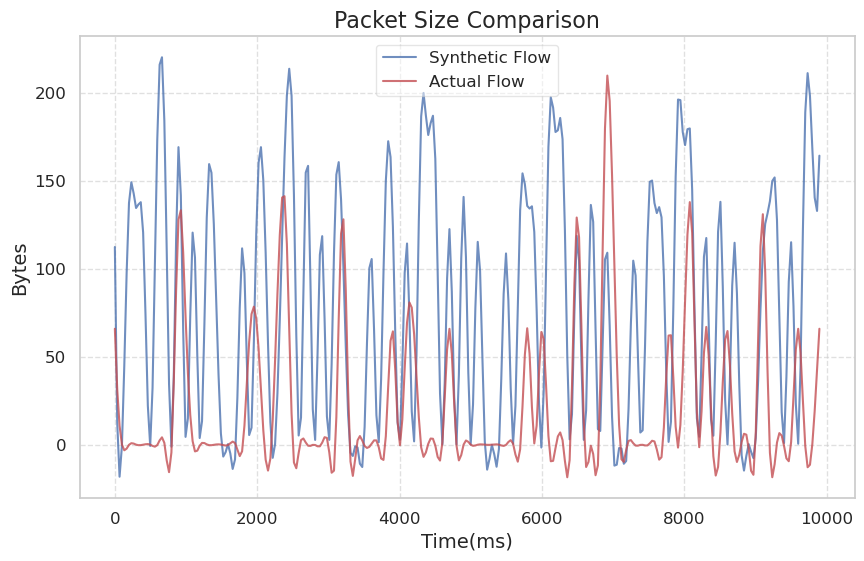 Packet Size Comparison
Synthetic Flow
Actual Flow
200
150
100
50
0
Bytes
0 2000 4000 6000 8000 10000
Time(ms)